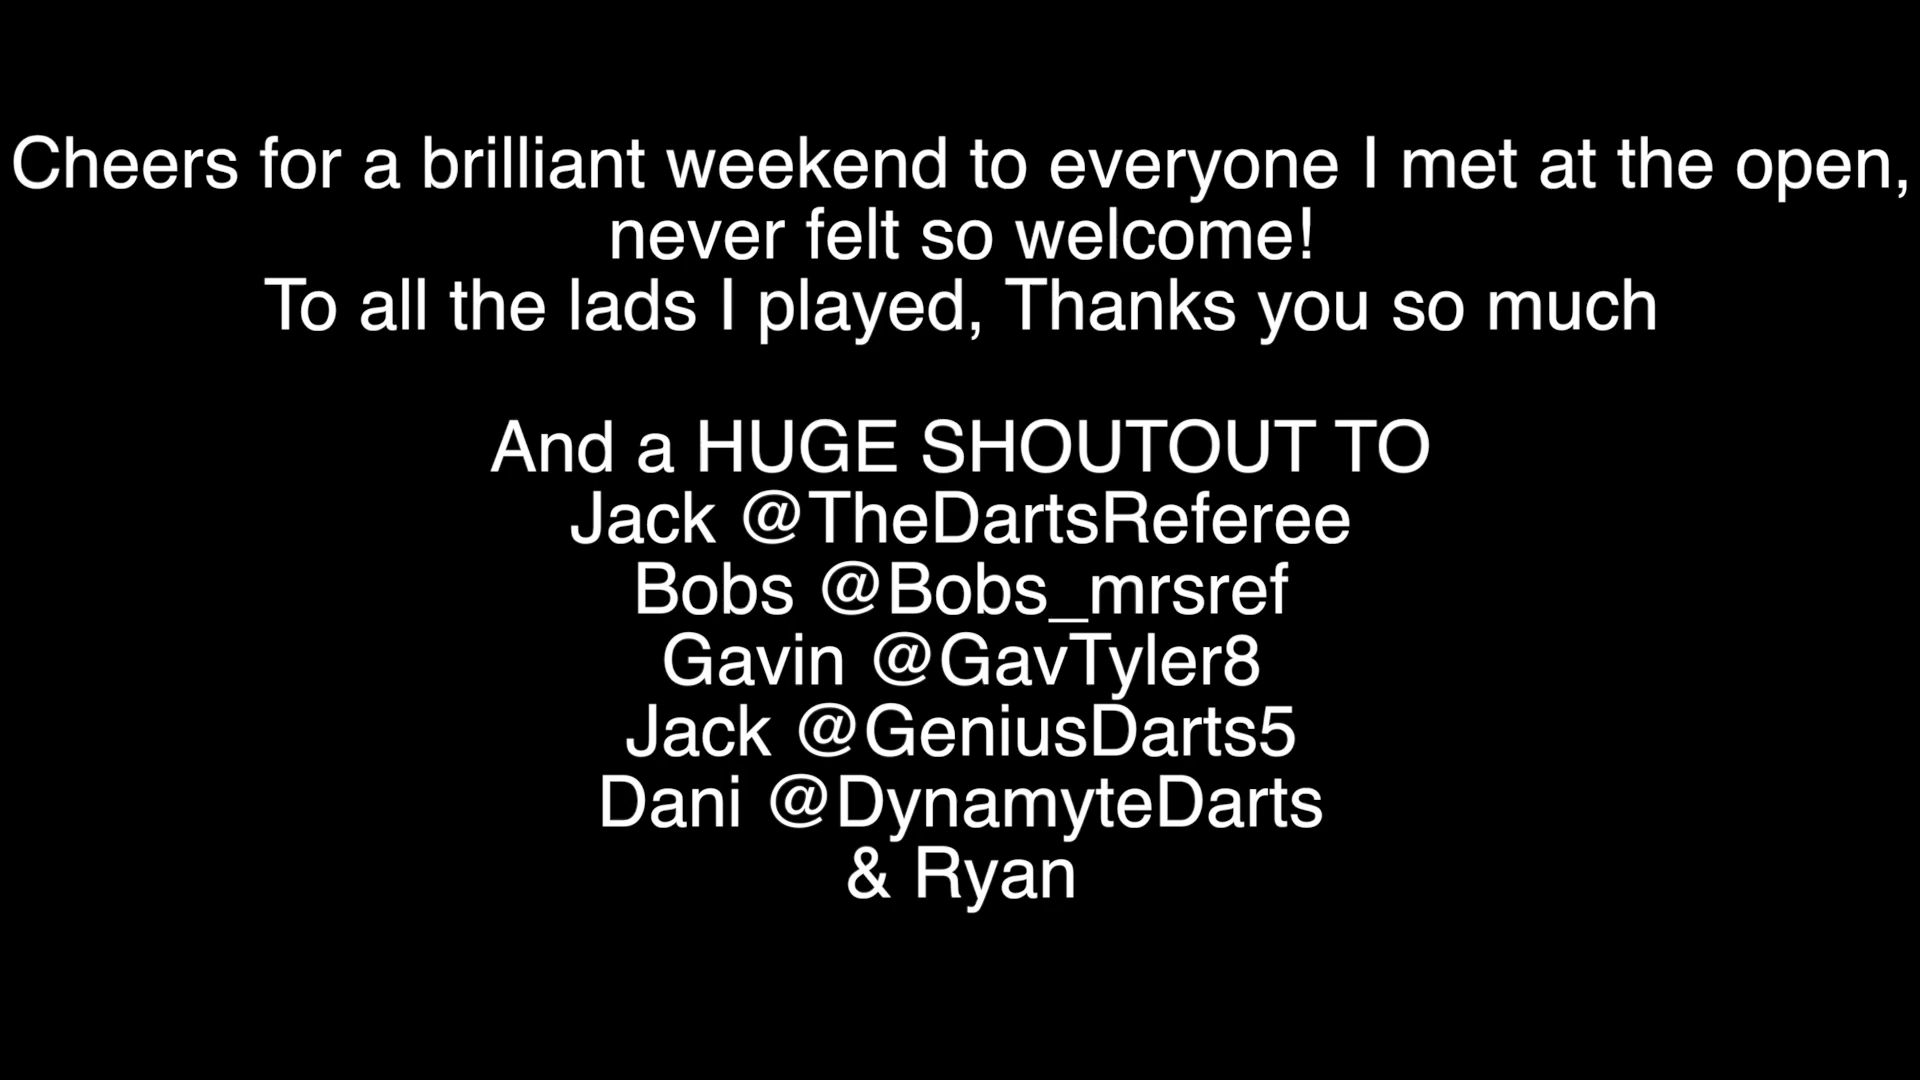 Cheers for a brilliant weekend to everyone I met at the open,
never felt so welcome!
To all the lads I played, Thanks you so much
And a HUGE SHOUTOUT TO
Jack @TheDartsReferee
Bobs @Bobs_mrsref
Gavin @GavTyler8
Jack @GeniusDarts5
Dani @DynamyteDarts
& Ryan